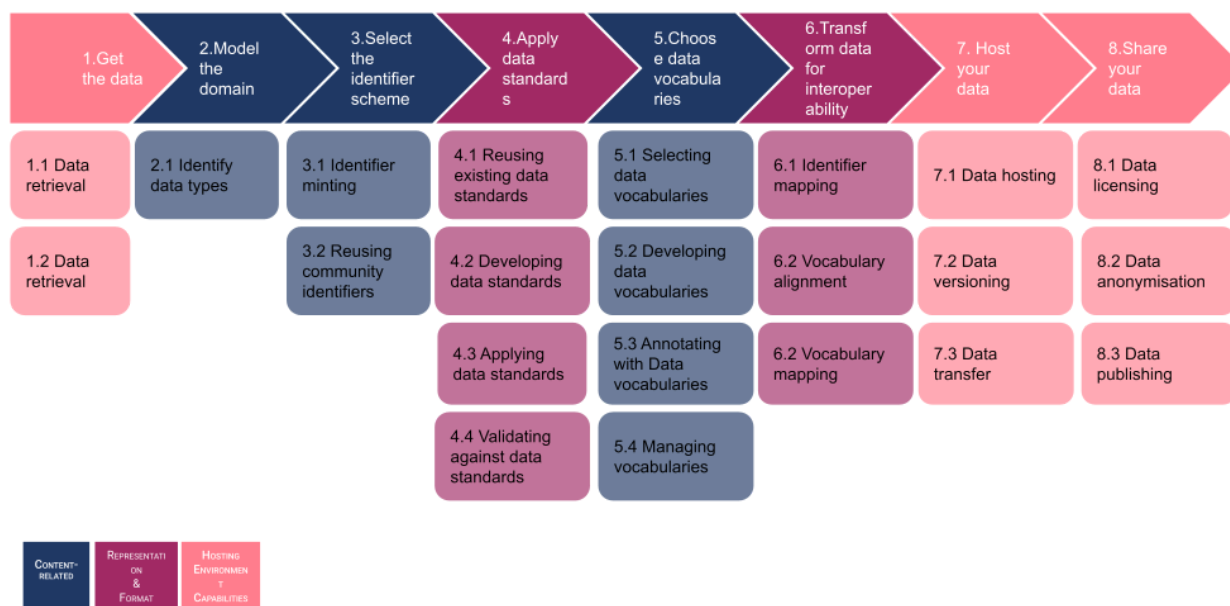 1.Get
the data
2.Model
the
domain
3.Select
the
identifier
scheme
4.Apply
data
standard
s
5.Choos
e data
vocabula
ries
6.Transf
orm data
for
interoper
ability
7. Host
your
data
8.Share
your
data
1.1 Data
retrieval
2.1 Identify
data types
3.1 Identifier
minting
4.1 Reusing
existing data
standards
5.1 Selecting
data
vocabularies
6.1 Identifier
mapping
7.1 Data hosting
8.1 Data
licensing
1.2 Data
retrieval
3.2 Reusing
community
identifiers
4.2 Developing
data standards
5.2 Developing
data
vocabularies
6.2 Vocabulary
alignment
7.2 Data
versioning
8.2 Data
anonymisation
4.3 Applying
data standards
5.3 Annotating
with Data
vocabularies
6.2 Vocabulary
mapping
7.3 Data
transfer
8.3 Data
publishing
4.4 Validating
against data
standards
5.4 Managing
vocabularies
CONTENT-
RELATED
REPRESENTATI
ON
&
FORMAT
HOSTING
ENVIRONMEN
T
CAPABILITIES